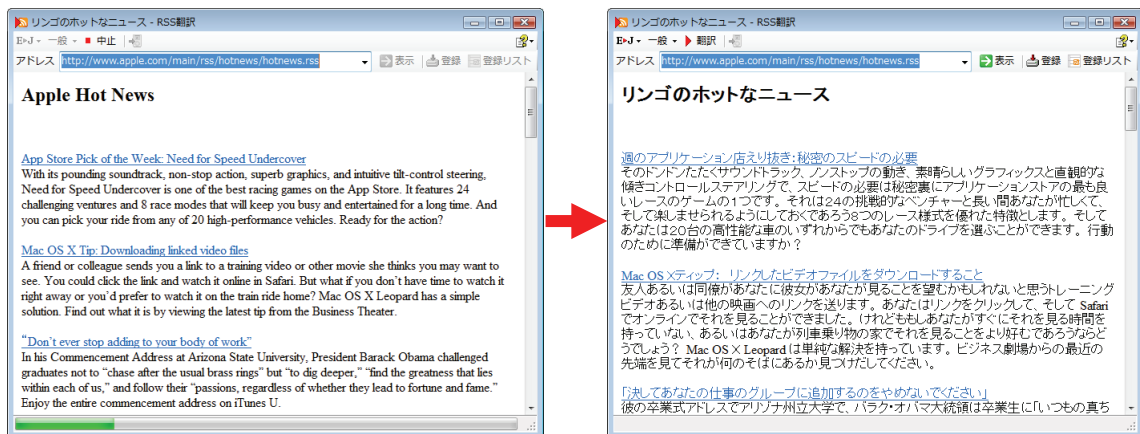 リンゴのホットなニュース - RSS翻訳
E▶J 一般 中止
アドレス http://www.apple.com/main/rss/hotnews/hotnews.rss 表示 登録 登録リスト
Apple Hot News
App Store Pick of the Week: Need for Speed Undercover
With its pounding soundtrack, non-stop action, superb graphics, and intuitive tilt-control steering,
Need for Speed Undercover is one of the best racing games on the App Store. It features 24
challenging ventures and 8 race modes that will keep you busy and entertained for a long time. And
you can pick your ride from any of 20 high-performance vehicles. Ready for the action?
Mac OS X Tip: Downloading linked video files
A friend or colleague sends you a link to a training video or other movie she thinks you may want to
see. You could click the link and watch it online in Safari. But what if you don't have time to watch it
right away or you'd prefer to watch it on the train ride home? Mac OS X Leopard has a simple
solution. Find out what it is by viewing the latest tip from the Business Theater.
"Don't ever stop adding to your body of work"
In his Commencement Address at Arizona State University, President Barack Obama challenged
graduates not to "chase after the usual brass rings" but "to dig deeper," "find the greatness that lies
within each of us," and follow their "passions, regardless of whether they lead to fortune and fame."
Enjoy the entire commencement address on iTunes U.
リンゴのホットなニュース - RSS翻訳
E▶J 一般 翻訳
アドレス http://www.apple.com/main/rss/hotnews/hotnews.rss 表示 登録 登録リスト
リンゴのホットなニュース
週のアプリケーション店えり抜き:秘密のスピードの必要
そのドンドンたたくサウンドトラック、ノンストップの動き、素晴らしいグラフィックスと直観的な
傾きコントロールステアリングで、スピードの必要は秘密裏にアプリケーションストアの最も良
いレースのゲームの1つです。それは24の挑戦的なベンチャーと長い間あなたが忙しくて、
そして楽しませられるようにしておくであろう8つのレース様式を優れた特徴とします。そして
あなたは20台の高性能な車のいずれからでもあなたのドライブを選ぶことができます。行動
のために準備ができていますか？
Mac OS Xティップ: リンクしたビデオファイルをダウンロードすること
友人あるいは同僚があなたに彼女があなたが見ることを望むかもしれないと思うトレーニング
ビデオあるいは他の映画へのリンクを送ります。あなたはリンクをクリックして、そして Safari
でオンラインでそれを見ることができました。けれどももしあなたがすぐにそれを見る時間を
持っていない、あるいはあなたが列車乗り物の家でそれを見ることをより好むであろうならど
うでしょう？ Mac OS X Leopard は単純な解決を持っています。ビジネス劇場からの最近の
先端を見てそれが何のそばにあるか見つけだしてください。
「決してあなたの仕事のグループに追加するのをやめないでください」
彼の卒業式アドレスでアリゾナ州立大学で、バラク・オバマ大統領は卒業生に「いつもの真ち